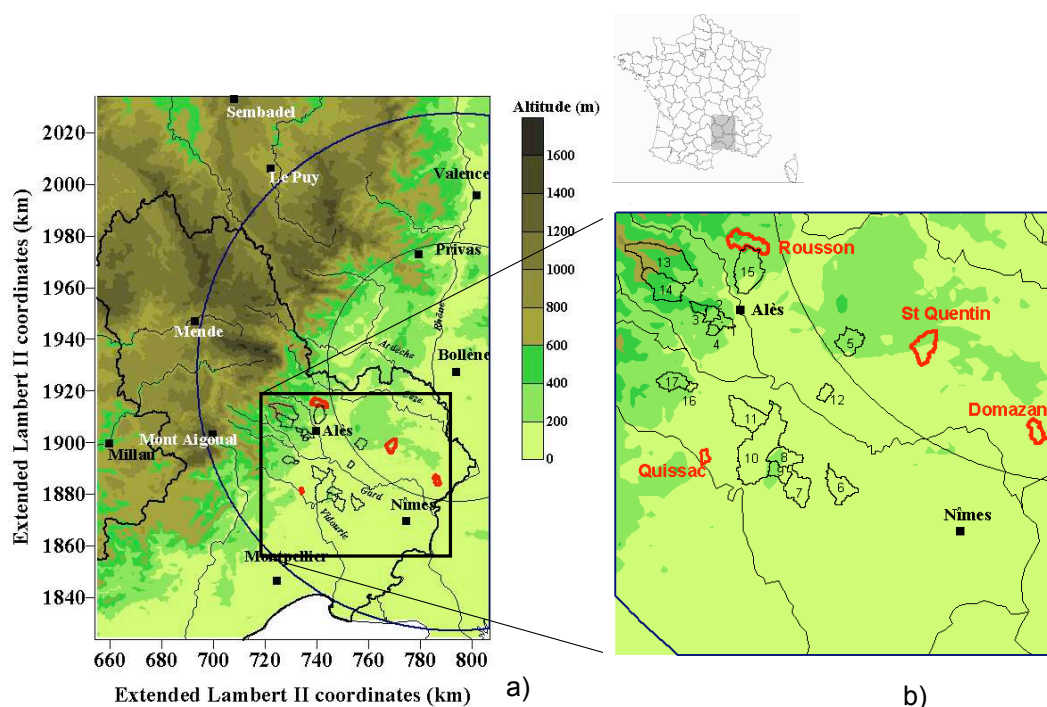 Altitude (m)
1600
1400
1200
1000
800
600
400
200
0
Extended Lambert II coordinates (km)
2020
2000
1980
1960
1940
1920
1900
1880
1860
1840
Sembadel
Le Puy
Valence
Privas
Mende
Rhône
Ardèche
Bollène
Mont Aigoual
Alès
Millau
Gard
Nîmes
Vidourle
Montpellier
660 680 700 720 740 760 780 800
Extended Lambert II coordinates (km)
a)
Rousson
13
15
14
2
Alès
3
4
St Quentin
5
17
16
12
11
Domazan
Quissac
10
8
7
6
Nîmes
b)